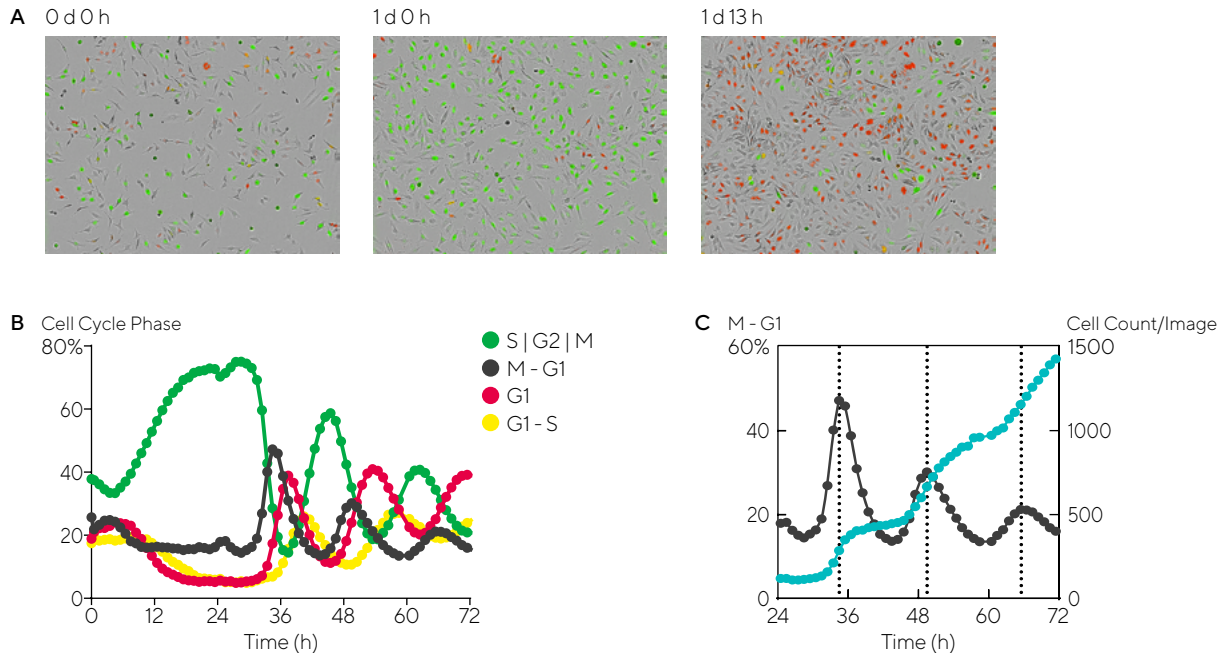 A 0 d 0 h 1 d 0 h 1 d 13 h
B Cell Cycle Phase
80%
60
40
20
0
0 12 24 36 48 60 72
Time (h)
S | G2 | M
M - G1
G1
G1 - S
C M - G1 Cell Count/Image
60% 1500
40 1000
20 500
0 0
24 36 48 60 72
Time (h)